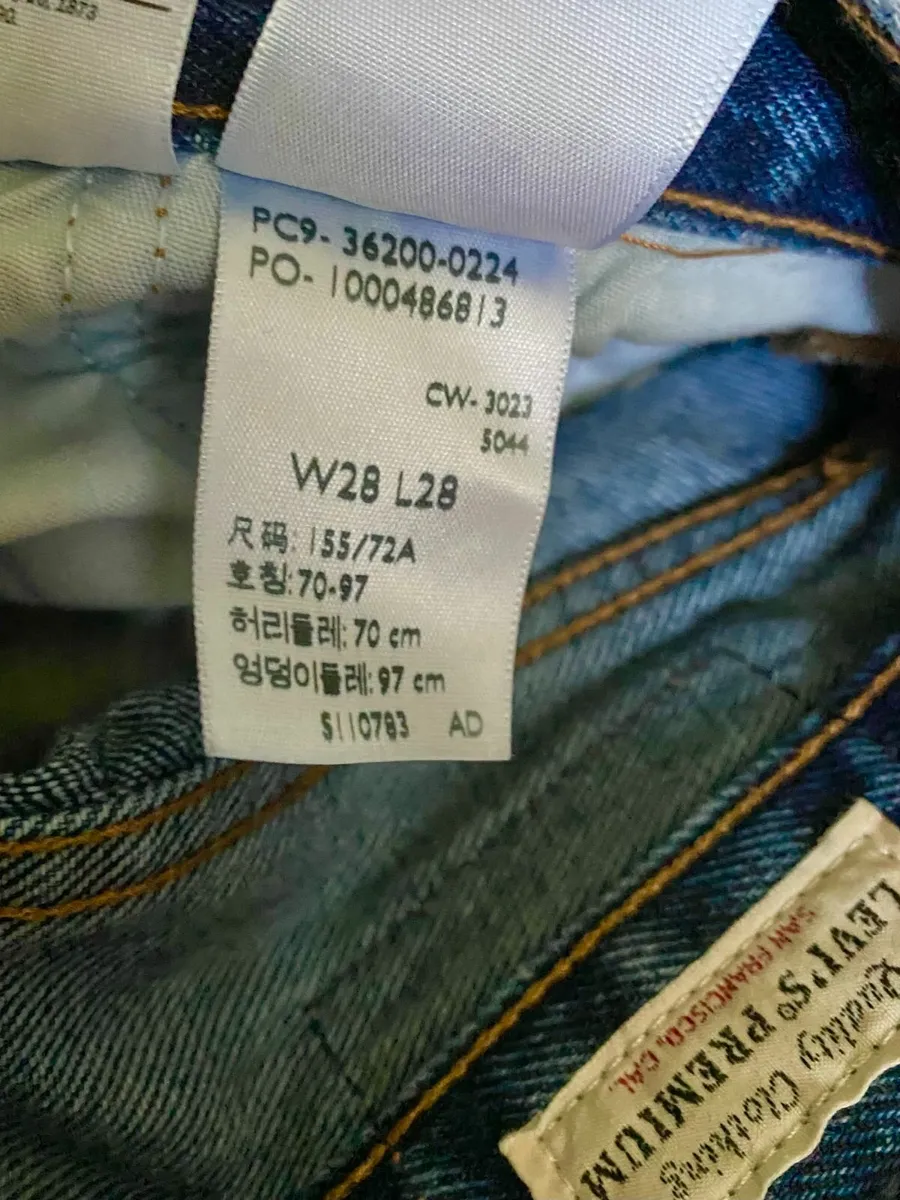 1873
PC9- 36200-0224
PO- 1000486813
CW- 3023
5044
W28 L28
尺码: 155/72A
호칭:70-97
허리둘레: 70 cm
엉덩이둘레: 97 cm
S110783 AD
SAN FRANCISCO, CAL.
LEVI'S® PREMIUM
Quality Clothing